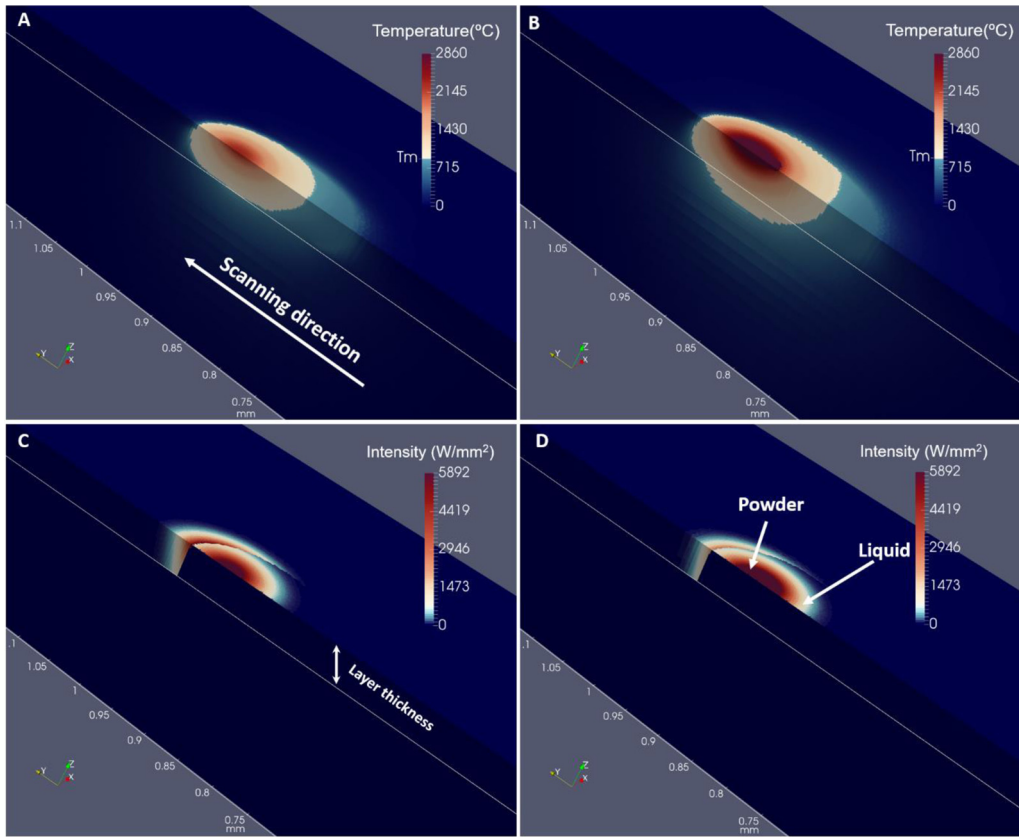 A
Temperature(ºC)
2860
2145
1430
Tm
715
0
Scanning direction
1.1
1.05
1
0.95
0.9
0.85
0.8
0.75
mm
Y
Z
X
B
Temperature(ºC)
2860
2145
1430
Tm
715
0
1.1
1.05
1
0.95
0.9
0.85
0.8
0.75
mm
Y
Z
X
C
Intensity (W/mm²)
5892
4419
2946
1473
0
Layer thickness
.1
1.05
1
0.95
0.9
0.85
0.8
0.75
mm
Y
Z
X
D
Intensity (W/mm²)
5892
4419
2946
1473
0
Powder
Liquid
.1
1.05
1
0.95
0.9
0.85
0.8
0.75
mm
Y
Z
X